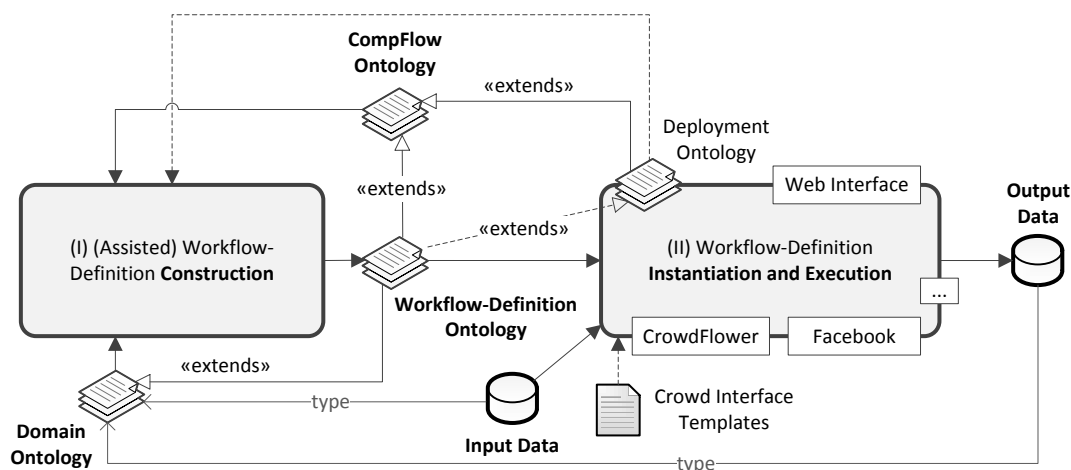 CompFlow
Ontology
«extends»
Deployment
Ontology
«extends»
Web Interface
Output
Data
(I) (Assisted) Workflow-
Definition Construction
«extends»
(II) Workflow-Definition
Instantiation and Execution
...
Workflow-Definition
Ontology
CrowdFlower
Facebook
«extends»
type
Crowd Interface
Templates
Domain
Ontology
Input Data
type